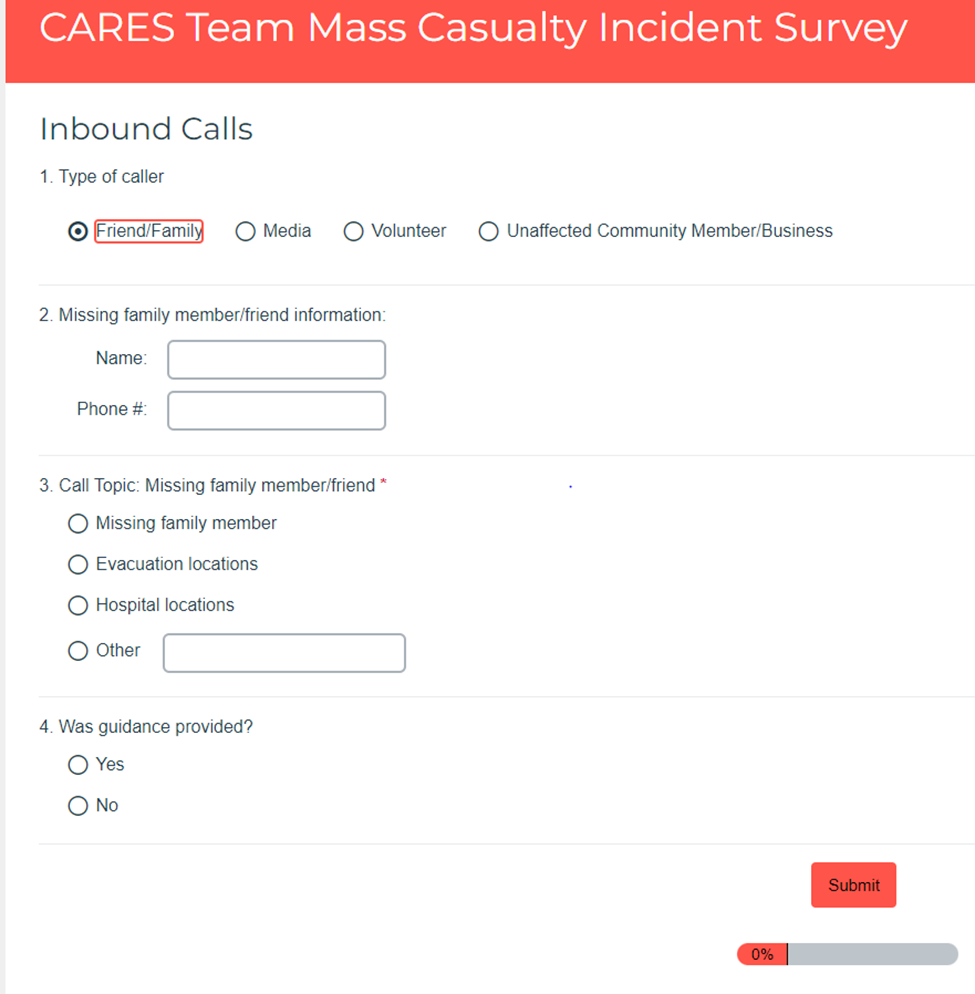 CARES Team Mass Casualty Incident Survey
Inbound Calls
1. Type of caller
Friend/Family Media Volunteer Unaffected Community Member/Business
2. Missing family member/friend information:
Name:
Phone #:
3. Call Topic: Missing family member/friend *
Missing family member
Evacuation locations
Hospital locations
Other
4. Was guidance provided?
Yes
No
Submit
0%